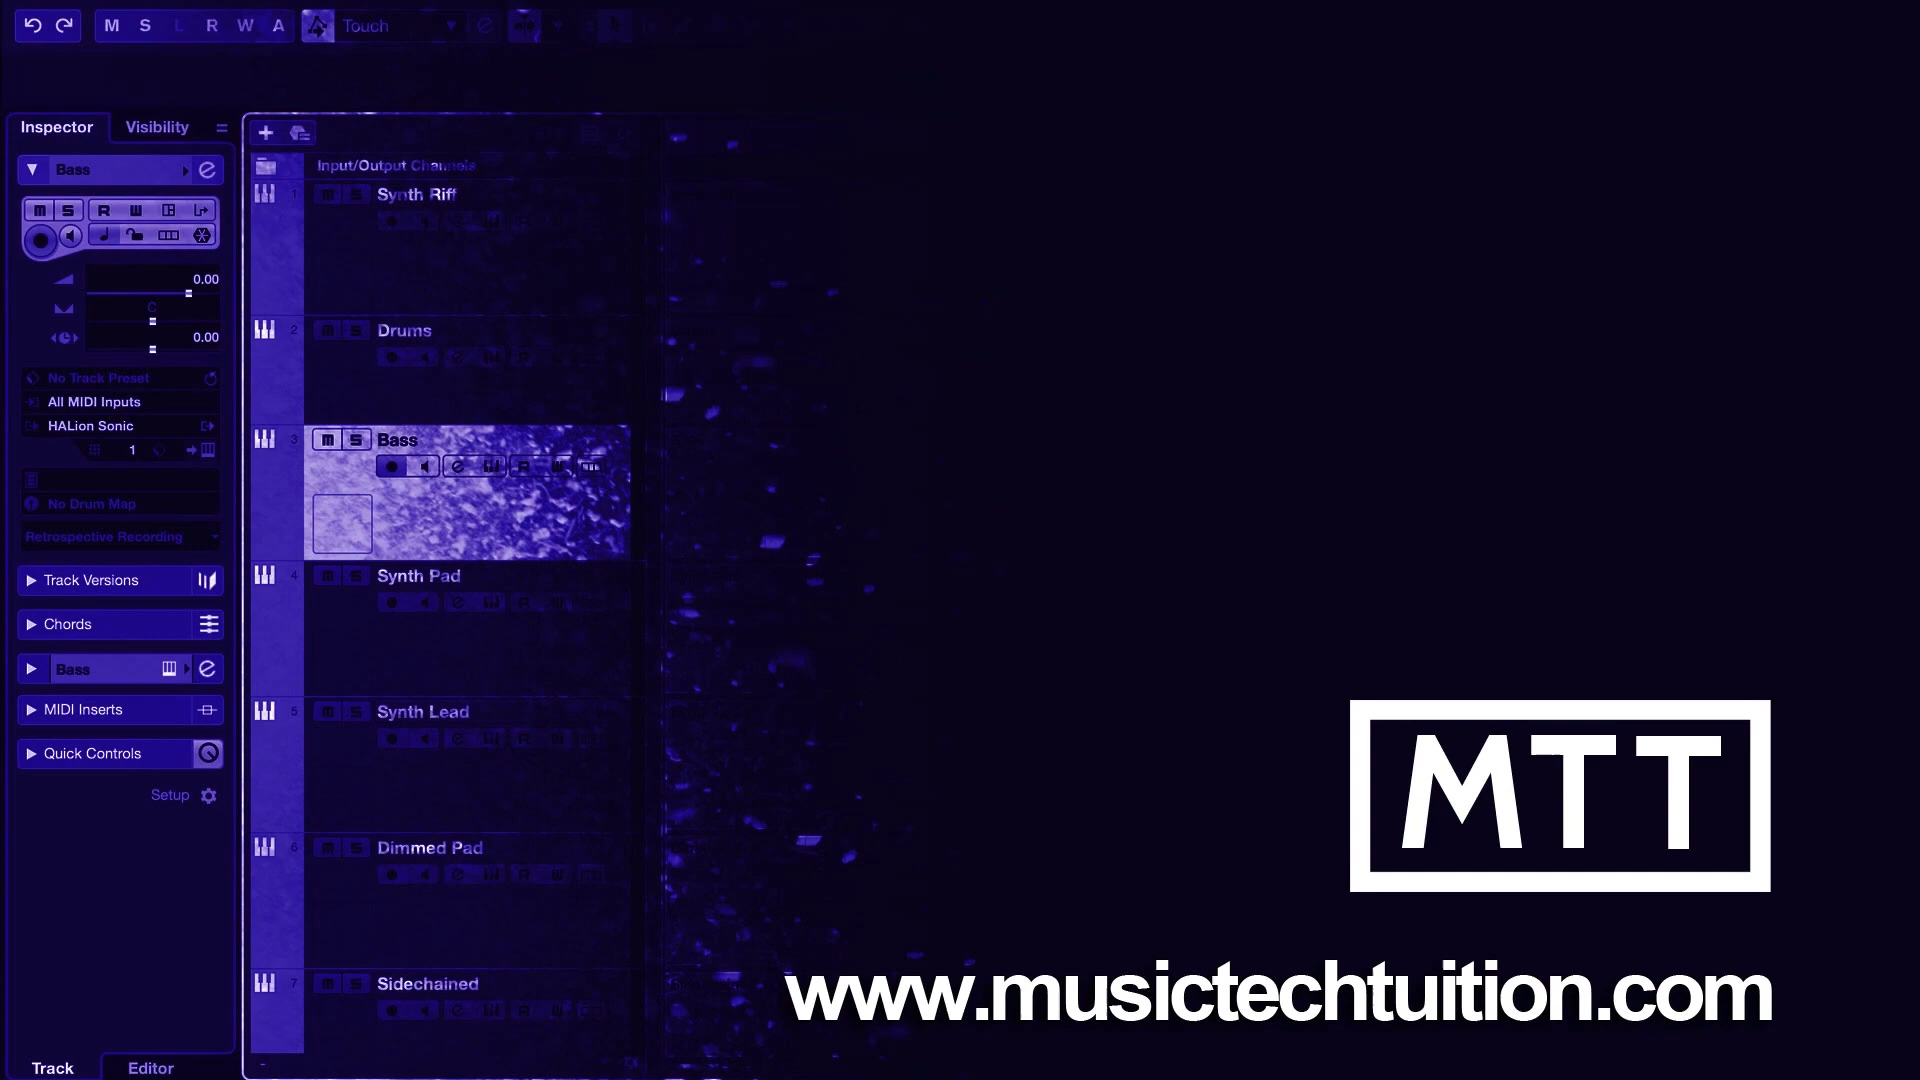 M S L R W A Touch
Inspector Visibility
Bass
M S R W
0.00
C
0.00
No Track Preset
All MIDI Inputs
HALion Sonic
1
No Drum Map
Retrospective Recording
Track Versions
Chords
Bass
MIDI Inserts
Quick Controls
Setup
Track Editor
Input/Output Channels
1 M S Synth Riff
2 M S Drums
3 M S Bass
R W
4 M S Synth Pad
R W
5 M S Synth Lead
R W
6 M S Dimmed Pad
R W
7 M S Sidechained
R W
MTT
www.musictechtuition.com